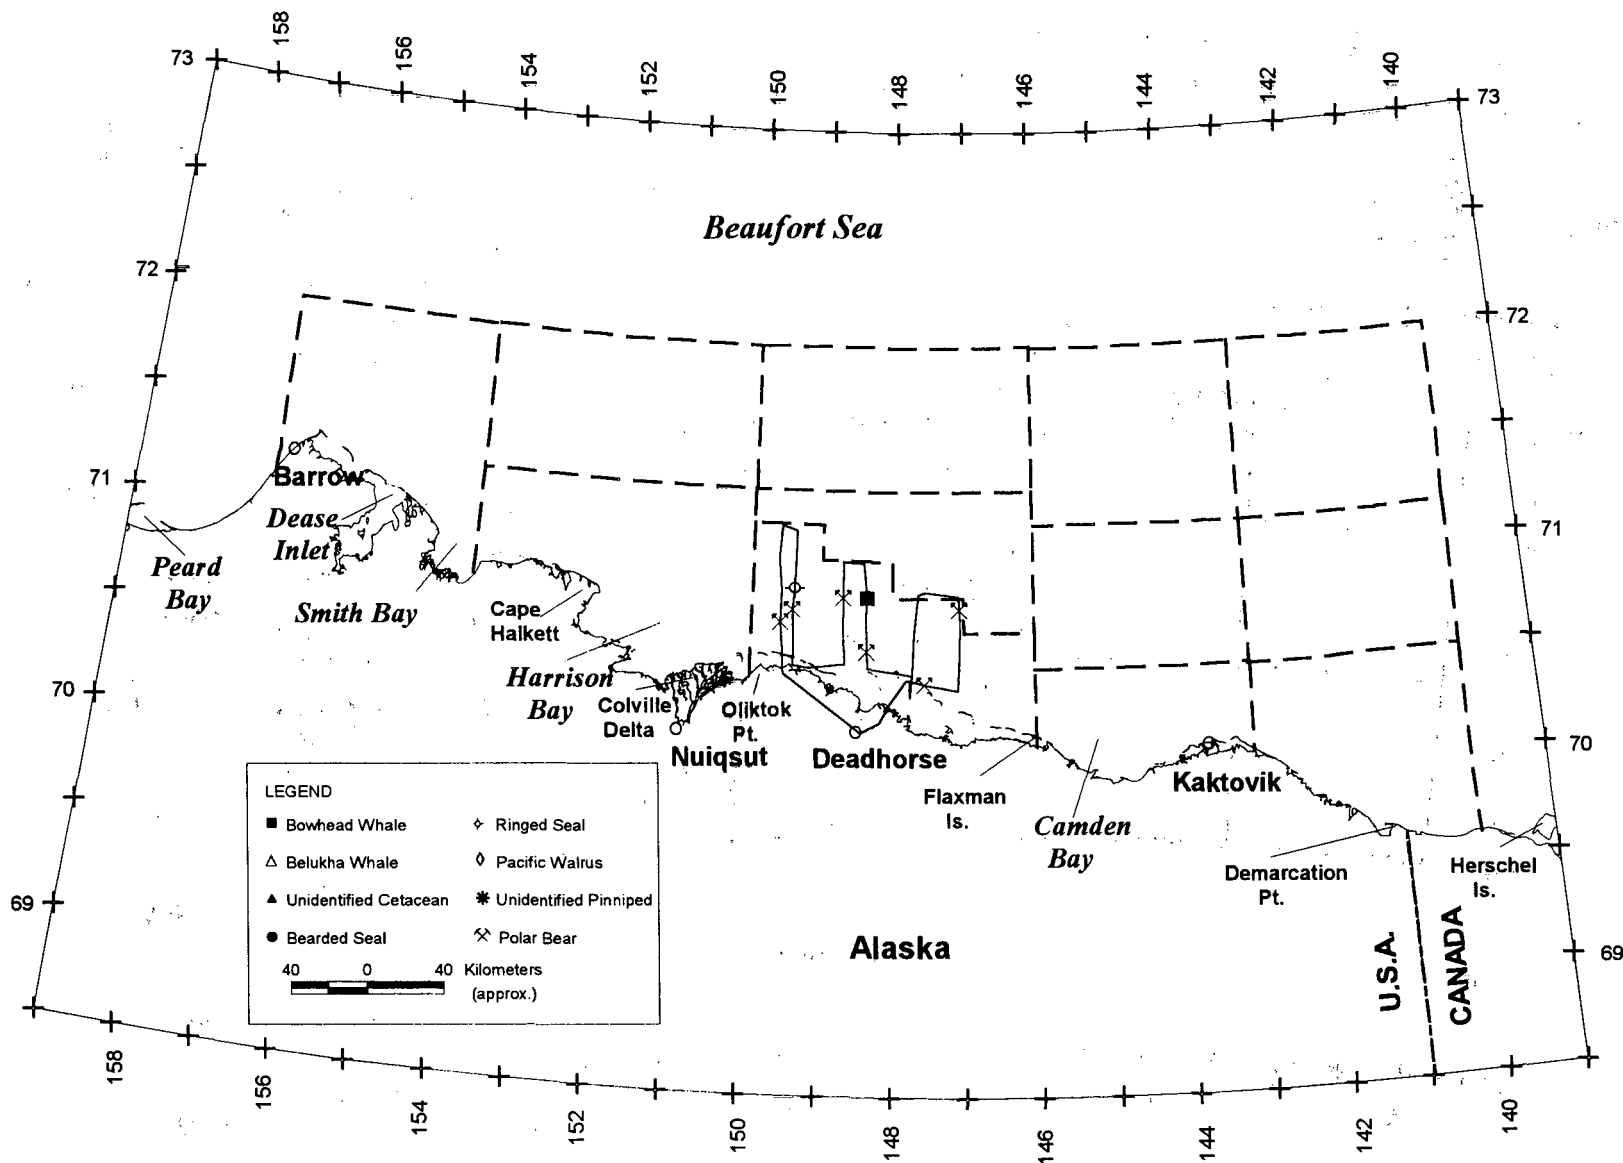 158
156
154
152
150
148
146
144
142
140
73
73
Beaufort Sea
72
72
71
71
Barrow
Dease
Inlet
Peard
Bay
Smith Bay
Cape
Halkett
Harrison
Bay
70
70
Colville
Delta
Oliktok
Pt.
Nuiqsut
Deadhorse
Flaxman
Is.
Camden
Bay
Kaktovik
Demarcation
Pt.
Herschel
Is.
LEGEND
Bowhead Whale
Ringed Seal
Belukha Whale
Pacific Walrus
Unidentified Cetacean
Unidentified Pinniped
Bearded Seal
Polar Bear
40 0 40 Kilometers
(approx.)
69
69
Alaska
U.S.A.
CANADA
158
156
154
152
150
148
146
144
142
140